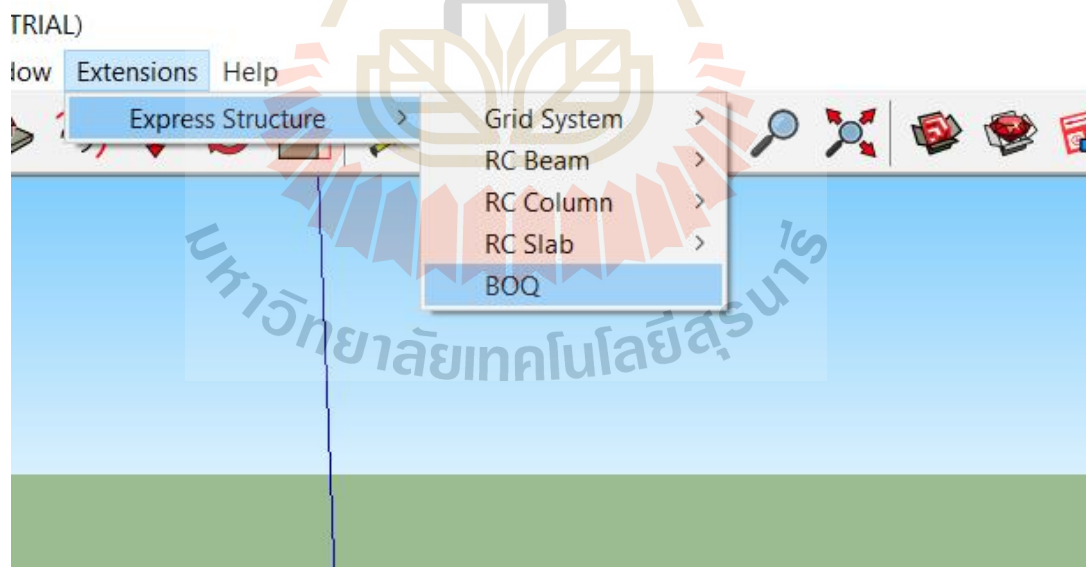 TRIAL)
Extensions Help
Express Structure >
Grid System >
RC Beam >
RC Column >
RC Slab >
BOQ
มหาวิทยาลัยเทคโนโลยีสุรนารี